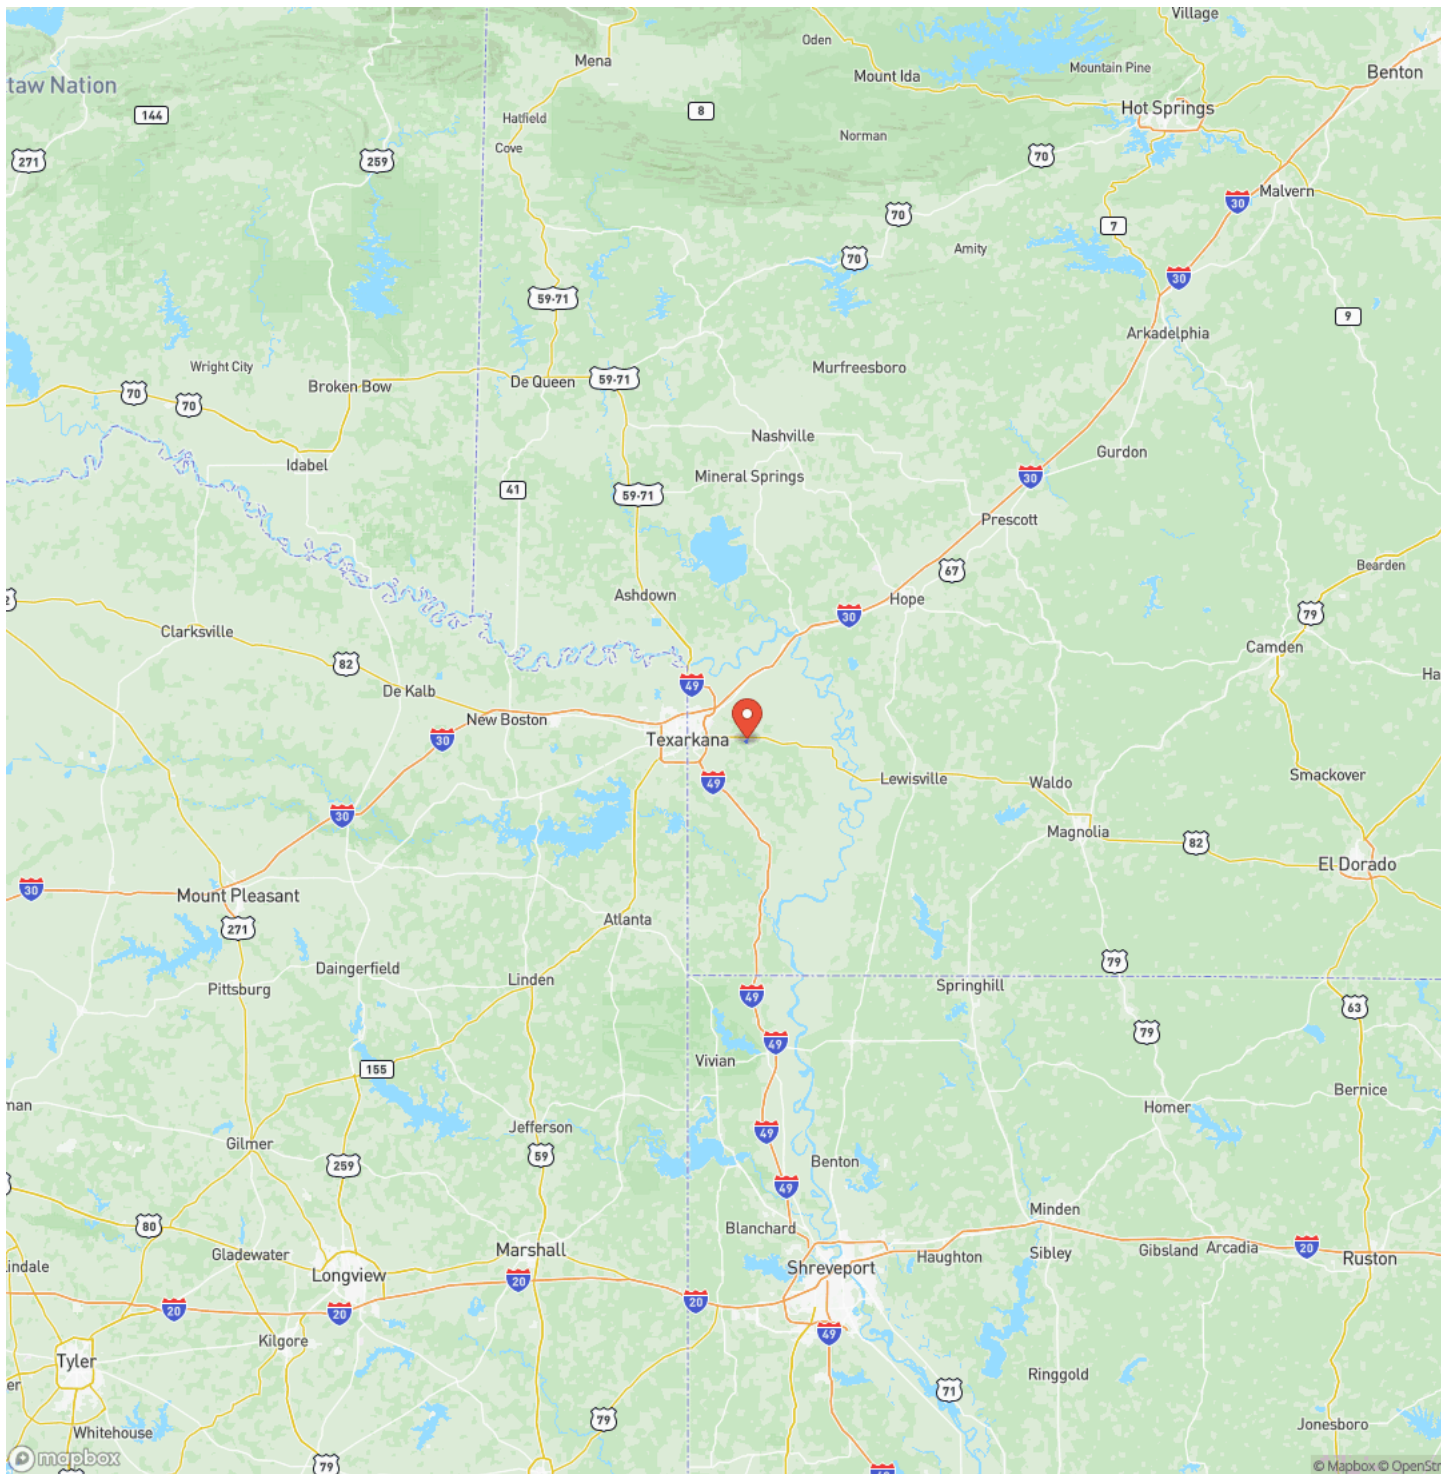 Village
Oden
Mena
Mount Ida
Mountain Pine
Benton
taw Nation
144
8
Hot Springs
Hatfield
Norman
Cove
271
259
70
Malvern
30
70
7
Amity
70
30
59-71
9
Arkadelphia
Wright City
Murfreesboro
Broken Bow
De Queen
59-71
70
70
Nashville
Gurdon
Idabel
Mineral Springs
30
41
59-71
Prescott
67
Bearden
Ashdown
Hope
30
79
2
Clarksville
82
Camden
Ha
49
De Kalb
New Boston
30
Texarkana
49
Lewisville
Waldo
Smackover
30
Magnolia
82
El Dorado
30
Mount Pleasant
271
Atlanta
79
Daingerfield
Linden
Pittsburg
Springhill
49
63
79
49
Vivian
155
Bernice
man
Homer
Jefferson
49
Gilmer
59
Benton
259
49
Minden
80
Blanchard
Gladewater
Marshall
Haughton
Sibley
Gibsland
Arcadia
20
Ruston
indale
Longview
Shreveport
20
20
20
20
49
Kilgore
Tyler
Ringgold
er
71
79
Jonesboro
Whitehouse
mapbox
79
49
© Mapbox © OpenStr